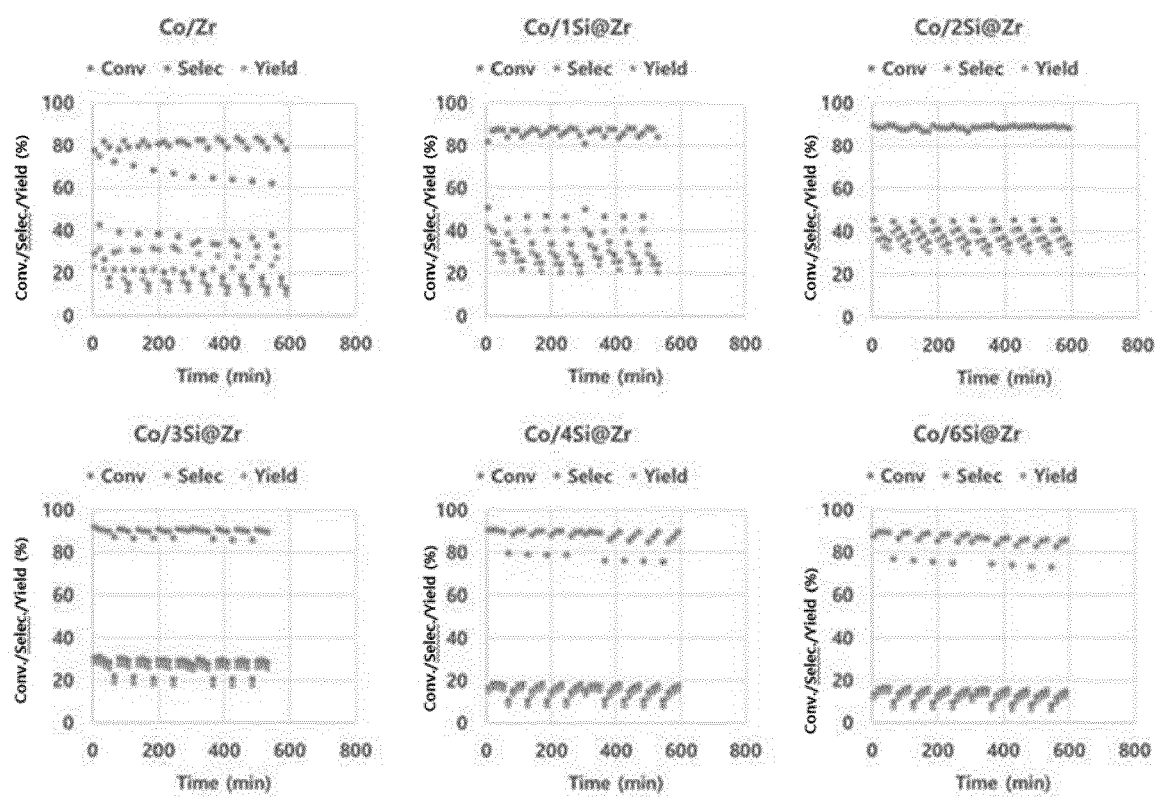 Co/Zr
• Conv • Selec • Yield
Conv./Selec./Yield (%)
100
80
60
40
20
0
0 200 400 600 800
Time (min)
Co/1Si@Zr
• Conv • Selec • Yield
Conv./Selec./Yield (%)
100
80
60
40
20
0
0 200 400 600 800
Time (min)
Co/2Si@Zr
• Conv • Selec • Yield
Conv./Selec./Yield (%)
100
80
60
40
20
0
0 200 400 600 800
Time (min)
Co/3Si@Zr
• Conv • Selec • Yield
Conv./Selec./Yield (%)
100
80
60
40
20
0
0 200 400 600 800
Time (min)
Co/4Si@Zr
• Conv • Selec • Yield
Conv./Selec./Yield (%)
100
80
60
40
20
0
0 200 400 600 800
Time (min)
Co/6Si@Zr
• Conv • Selec • Yield
Conv./Selec./Yield (%)
100
80
60
40
20
0
0 200 400 600 800
Time (min)